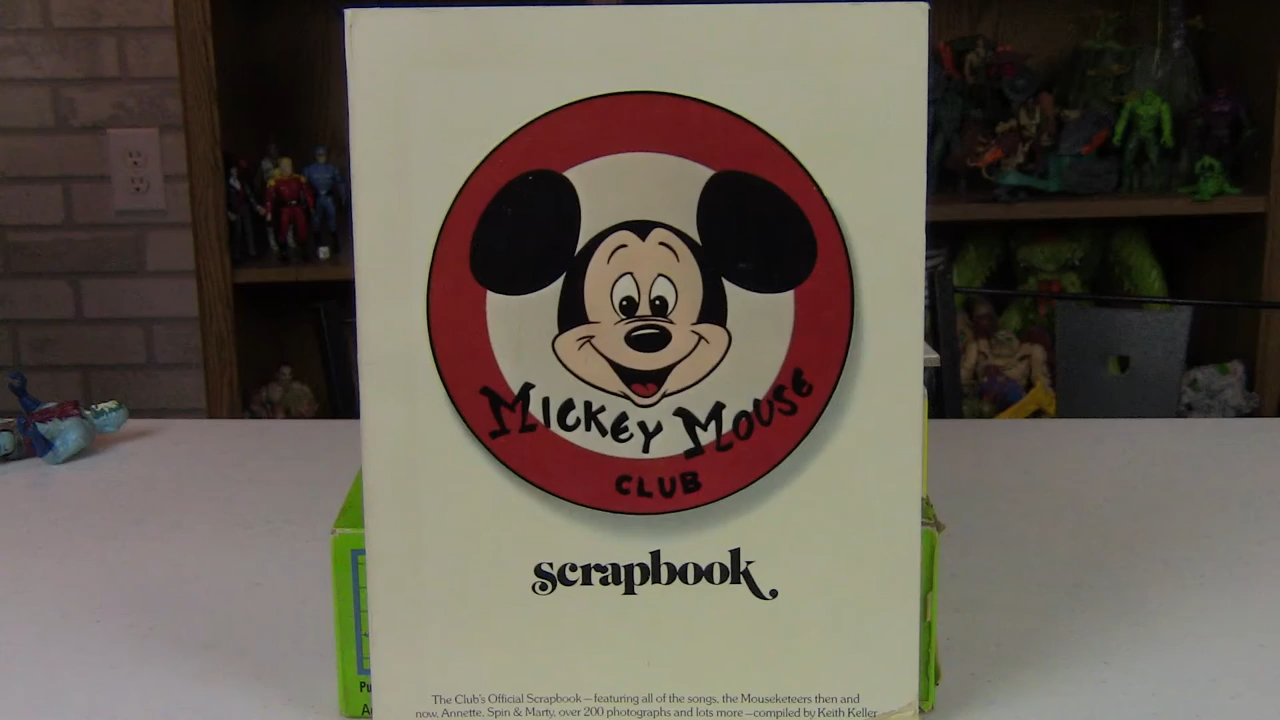 MICKEY MOUSE
CLUB
scrapbook
The Club's Official Scrapbook—featuring all of the songs, the Mouseketeers then and
now, Annette, Spin & Marty, over 200 photographs and lots more—compiled by Keith Keller
Pu
A